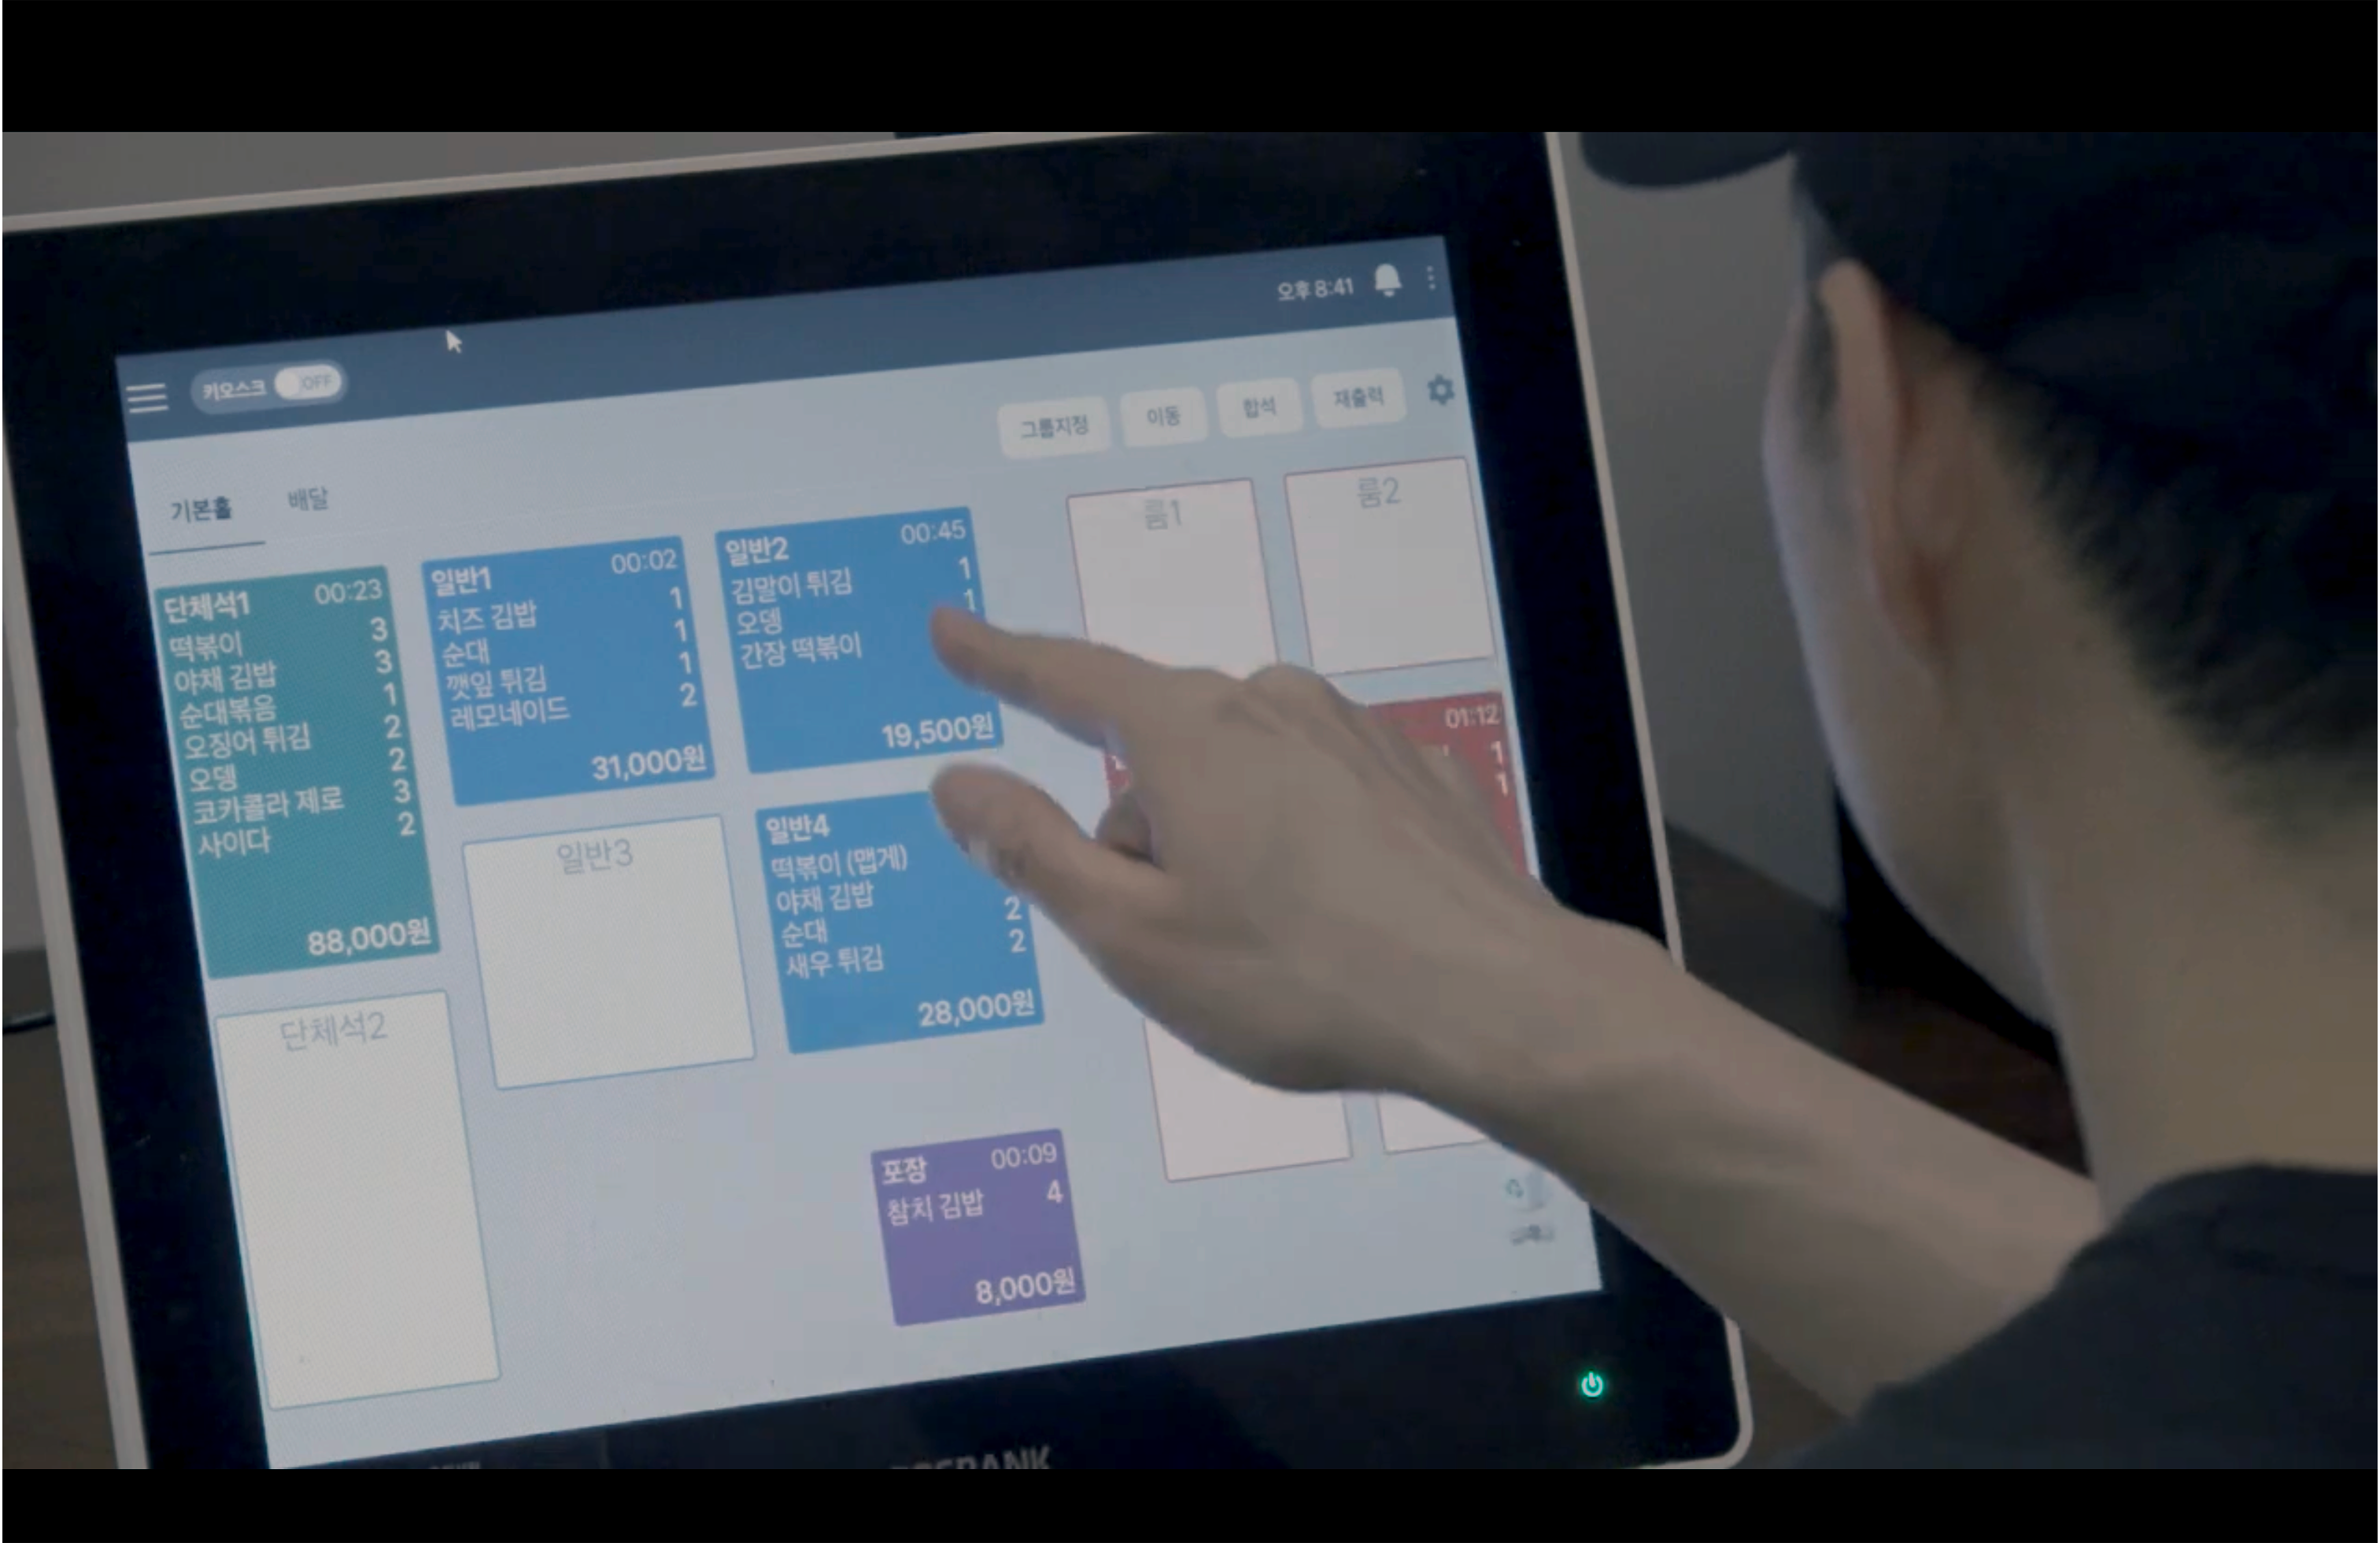 오후 8:41
키오스크 OFF
그룹지정 이동 합석 재출력
기본홀 배달
단체석1 00:23
떡볶이 3
야채 김밥 3
순대볶음 1
오징어 튀김 2
오뎅 2
코카콜라 제로 3
사이다 2
88,000원
일반1 00:02
치즈 김밥 1
순대 1
깻잎 튀김 1
레모네이드 2
31,000원
일반2 00:45
김말이 튀김 1
오뎅 1
간장 떡볶이
19,500원
룸1
룸2
01:12
1
1
일반3
일반4
떡볶이 (맵게)
야채 김밥
순대 2
새우 튀김 2
28,000원
단체석2
포장 00:09
참치 김밥 4
8,000원